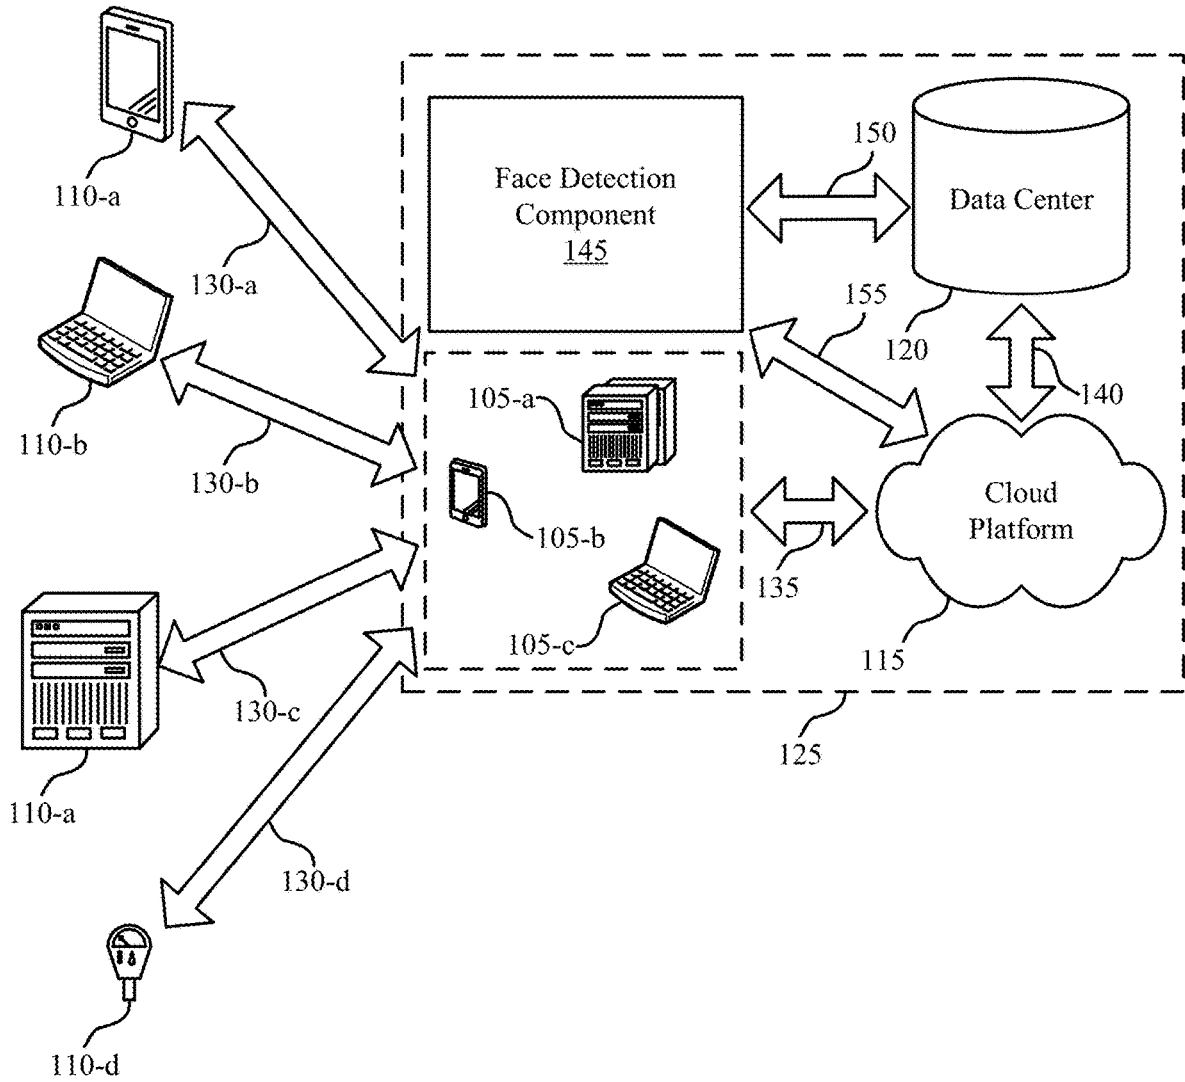 110-a
130-a
110-b
130-b
110-a
130-c
130-d
110-d
Face Detection
Component
145
150
Data Center
120
155
140
105-a
105-b
105-c
135
Cloud
Platform
115
125